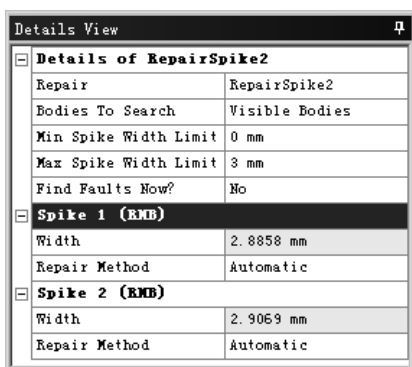 Details View
Details of RepairSpike2
Repair RepairSpike2
Bodies To Search Visible Bodies
Min Spike Width Limit 0 mm
Max Spike Width Limit 3 mm
Find Faults Now? No
Spike 1 (RMB)
Width 2.8858 mm
Repair Method Automatic
Spike 2 (RMB)
Width 2.9069 mm
Repair Method Automatic